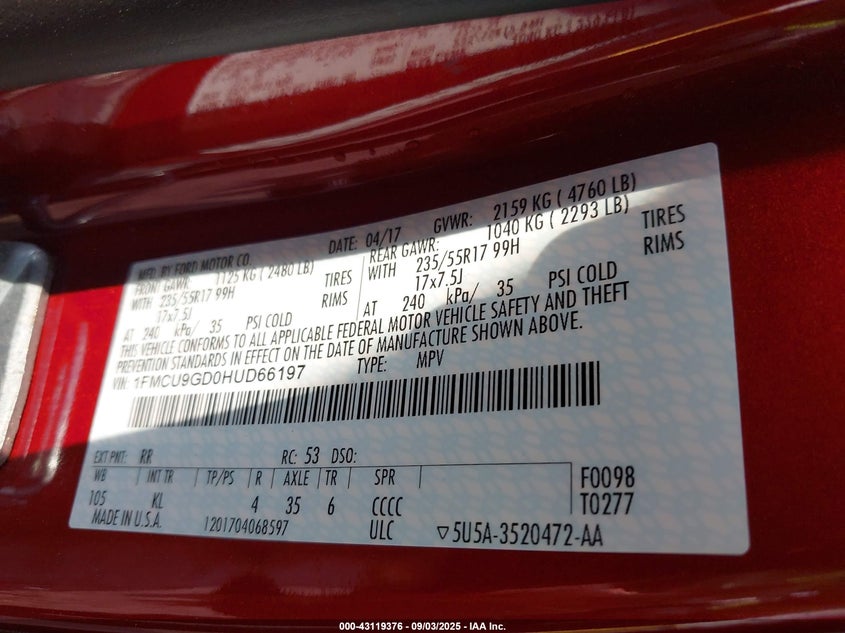 MFD. BY FORD MOTOR CO. DATE: 04/17 GVWR: 2159 KG ( 4760 LB)
FRONT GAWR: 1125 KG ( 2480 LB) REAR GAWR: 1040 KG ( 2293 LB)
WITH 235/55R17 99H TIRES WITH 235/55R17 99H TIRES
17x7.5J RIMS 17x7.5J RIMS
AT 240 kPa/ 35 PSI COLD AT 240 kPa/ 35 PSI COLD
THIS VEHICLE CONFORMS TO ALL APPLICABLE FEDERAL MOTOR VEHICLE SAFETY AND THEFT
PREVENTION STANDARDS IN EFFECT ON THE DATE OF MANUFACTURE SHOWN ABOVE.
VIN: 1FMCU9GD0HUD66197 TYPE: MPV
EXT PNT: RR RC: 53 DSO:
WB INT TR TP/PS R AXLE TR SPR F0098
105 KL 4 35 6 CCCC T0277
MADE IN U.S.A. 1201704068597 ULC ▽5U5A-3520472-AA
000-43119376 - 09/03/2025 - IAA Inc.